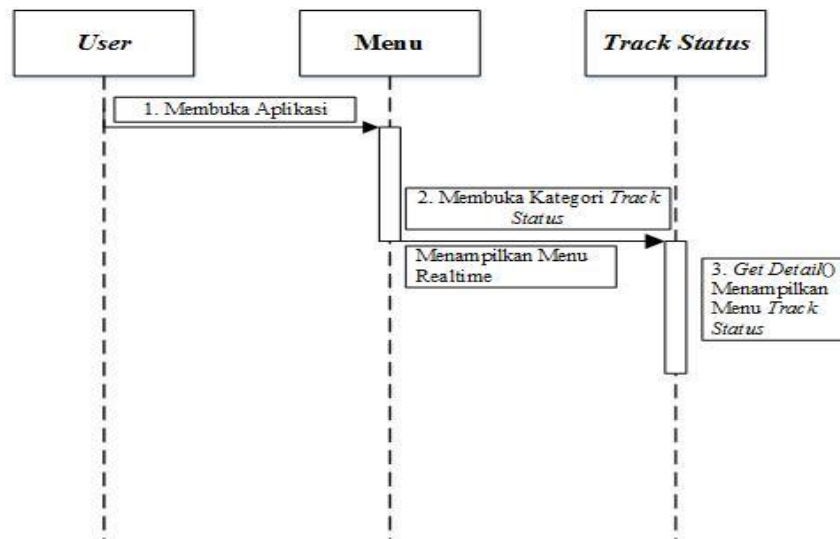 User
Menu
Track Status
1. Membuka Aplikasi
2. Membuka Kategori Track
Status
Menampilkan Menu
Realtime
3. Get Detail()
Menampilkan
Menu Track
Status